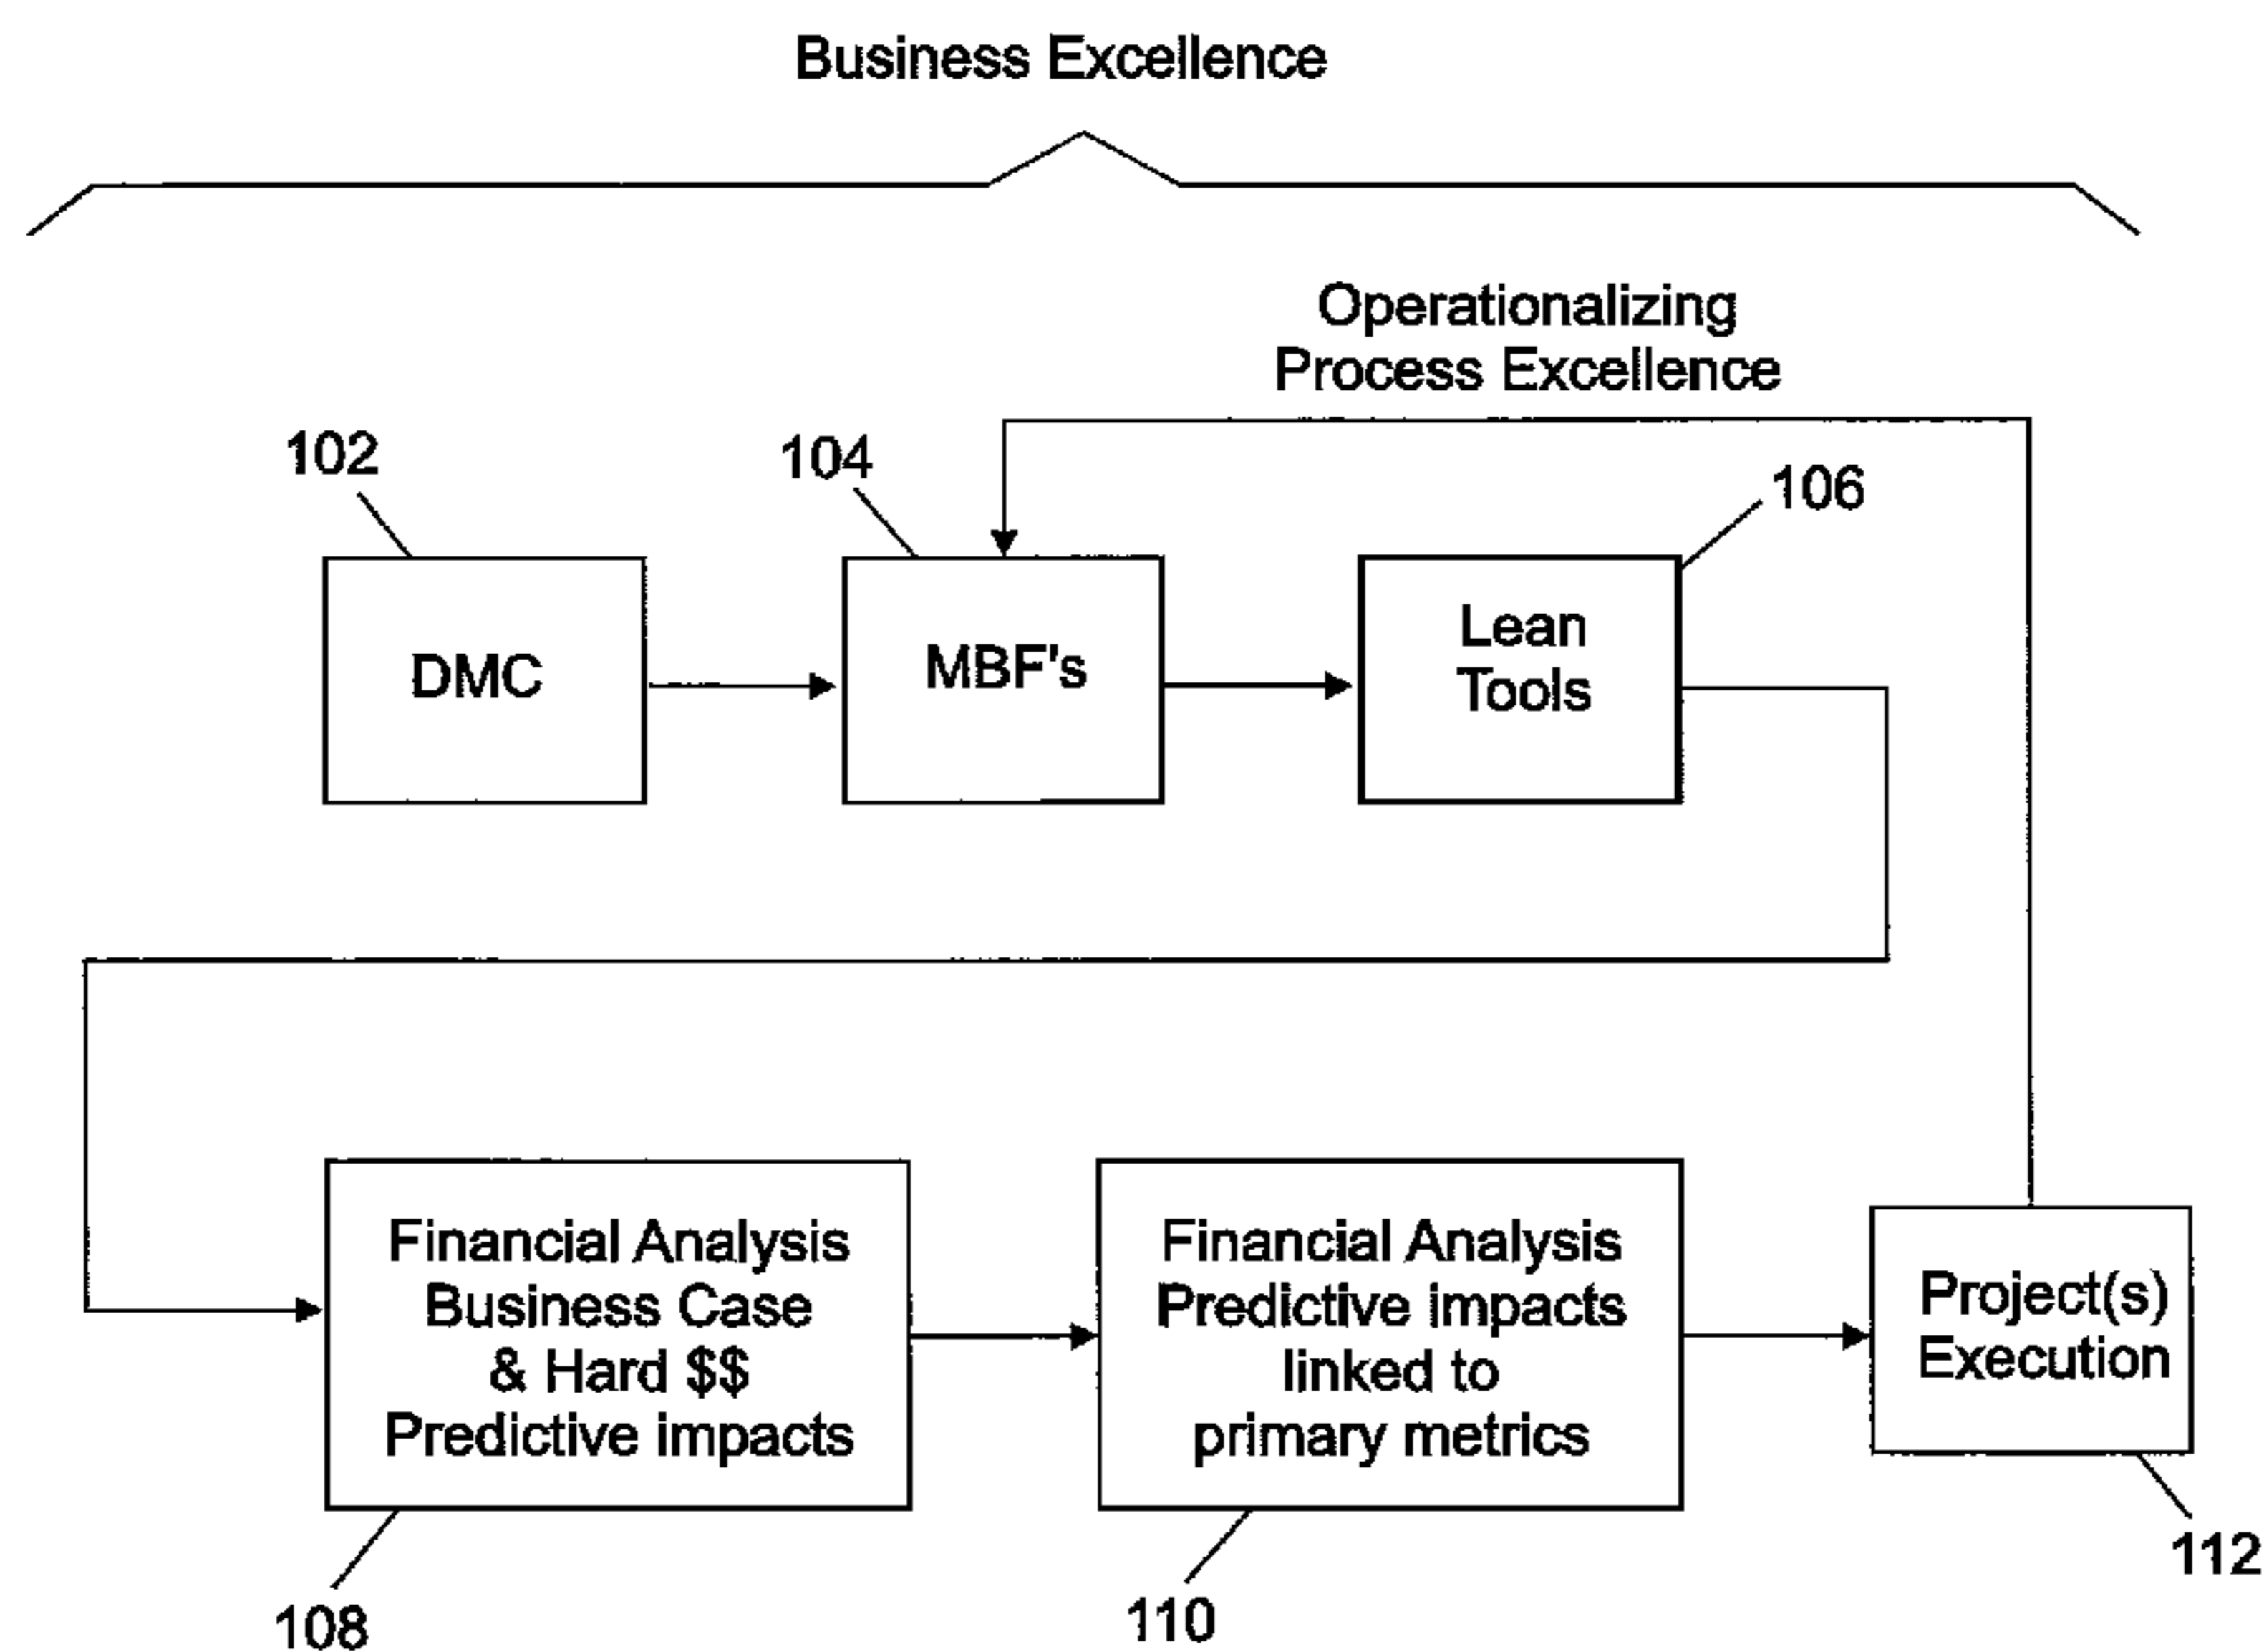 Business Excellence
Operationalizing
Process Excellence
102
104
106
DMC
MBF's
Lean
Tools
Financial Analysis
Business Case
& Hard $$
Predictive impacts
Financial Analysis
Predictive impacts
linked to
primary metrics
Project(s)
Execution
108
110
112